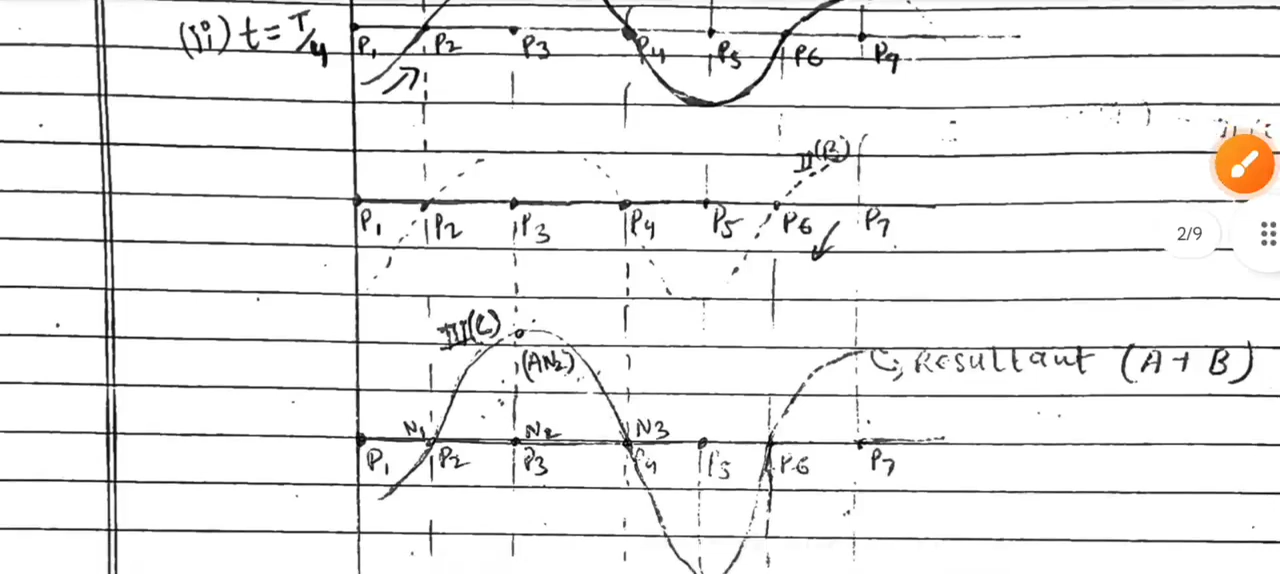 (ii) t = T/4
P1 P2 P3 P4 P5 P6 P9
II(B)
P1 P2 P3 P4 P5 P6 P7
2/9
III(C)
(AN2)
C, Resultant (A+B)
N1 N2 N3
P1 P2 P3 P4 P5 P6 P7